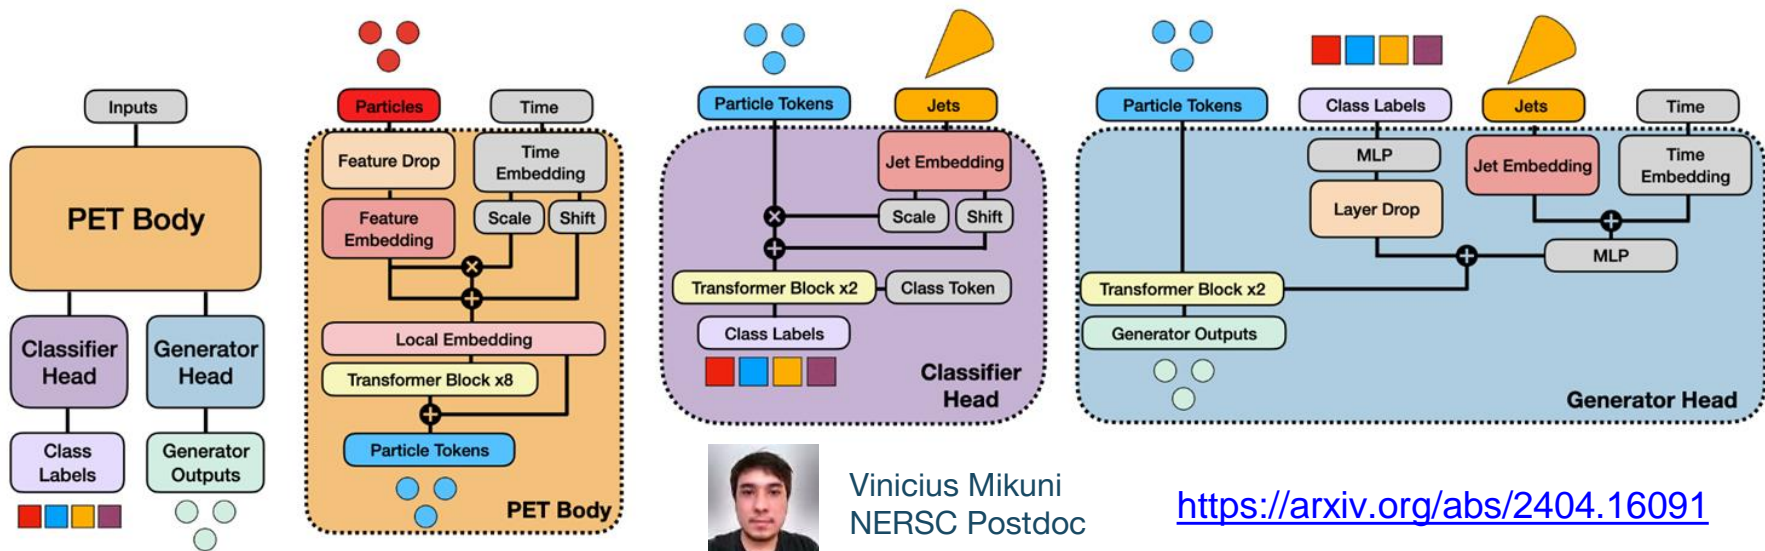 Inputs
PET Body
Classifier
Head
Generator
Head
Class
Labels
Generator
Outputs
Particles
Time
Feature Drop
Time
Embedding
Feature
Embedding
Scale
Shift
Local Embedding
Transformer Block x8
Particle Tokens
PET Body
Particle Tokens
Jets
Jet Embedding
Scale
Shift
Transformer Block x2
Class Token
Class Labels
Classifier
Head
Particle Tokens
Class Labels
Jets
Time
MLP
Jet Embedding
Time
Embedding
Layer Drop
MLP
Transformer Block x2
Generator Outputs
Generator Head
Vinicius Mikuni
NERSC Postdoc
https://arxiv.org/abs/2404.16091